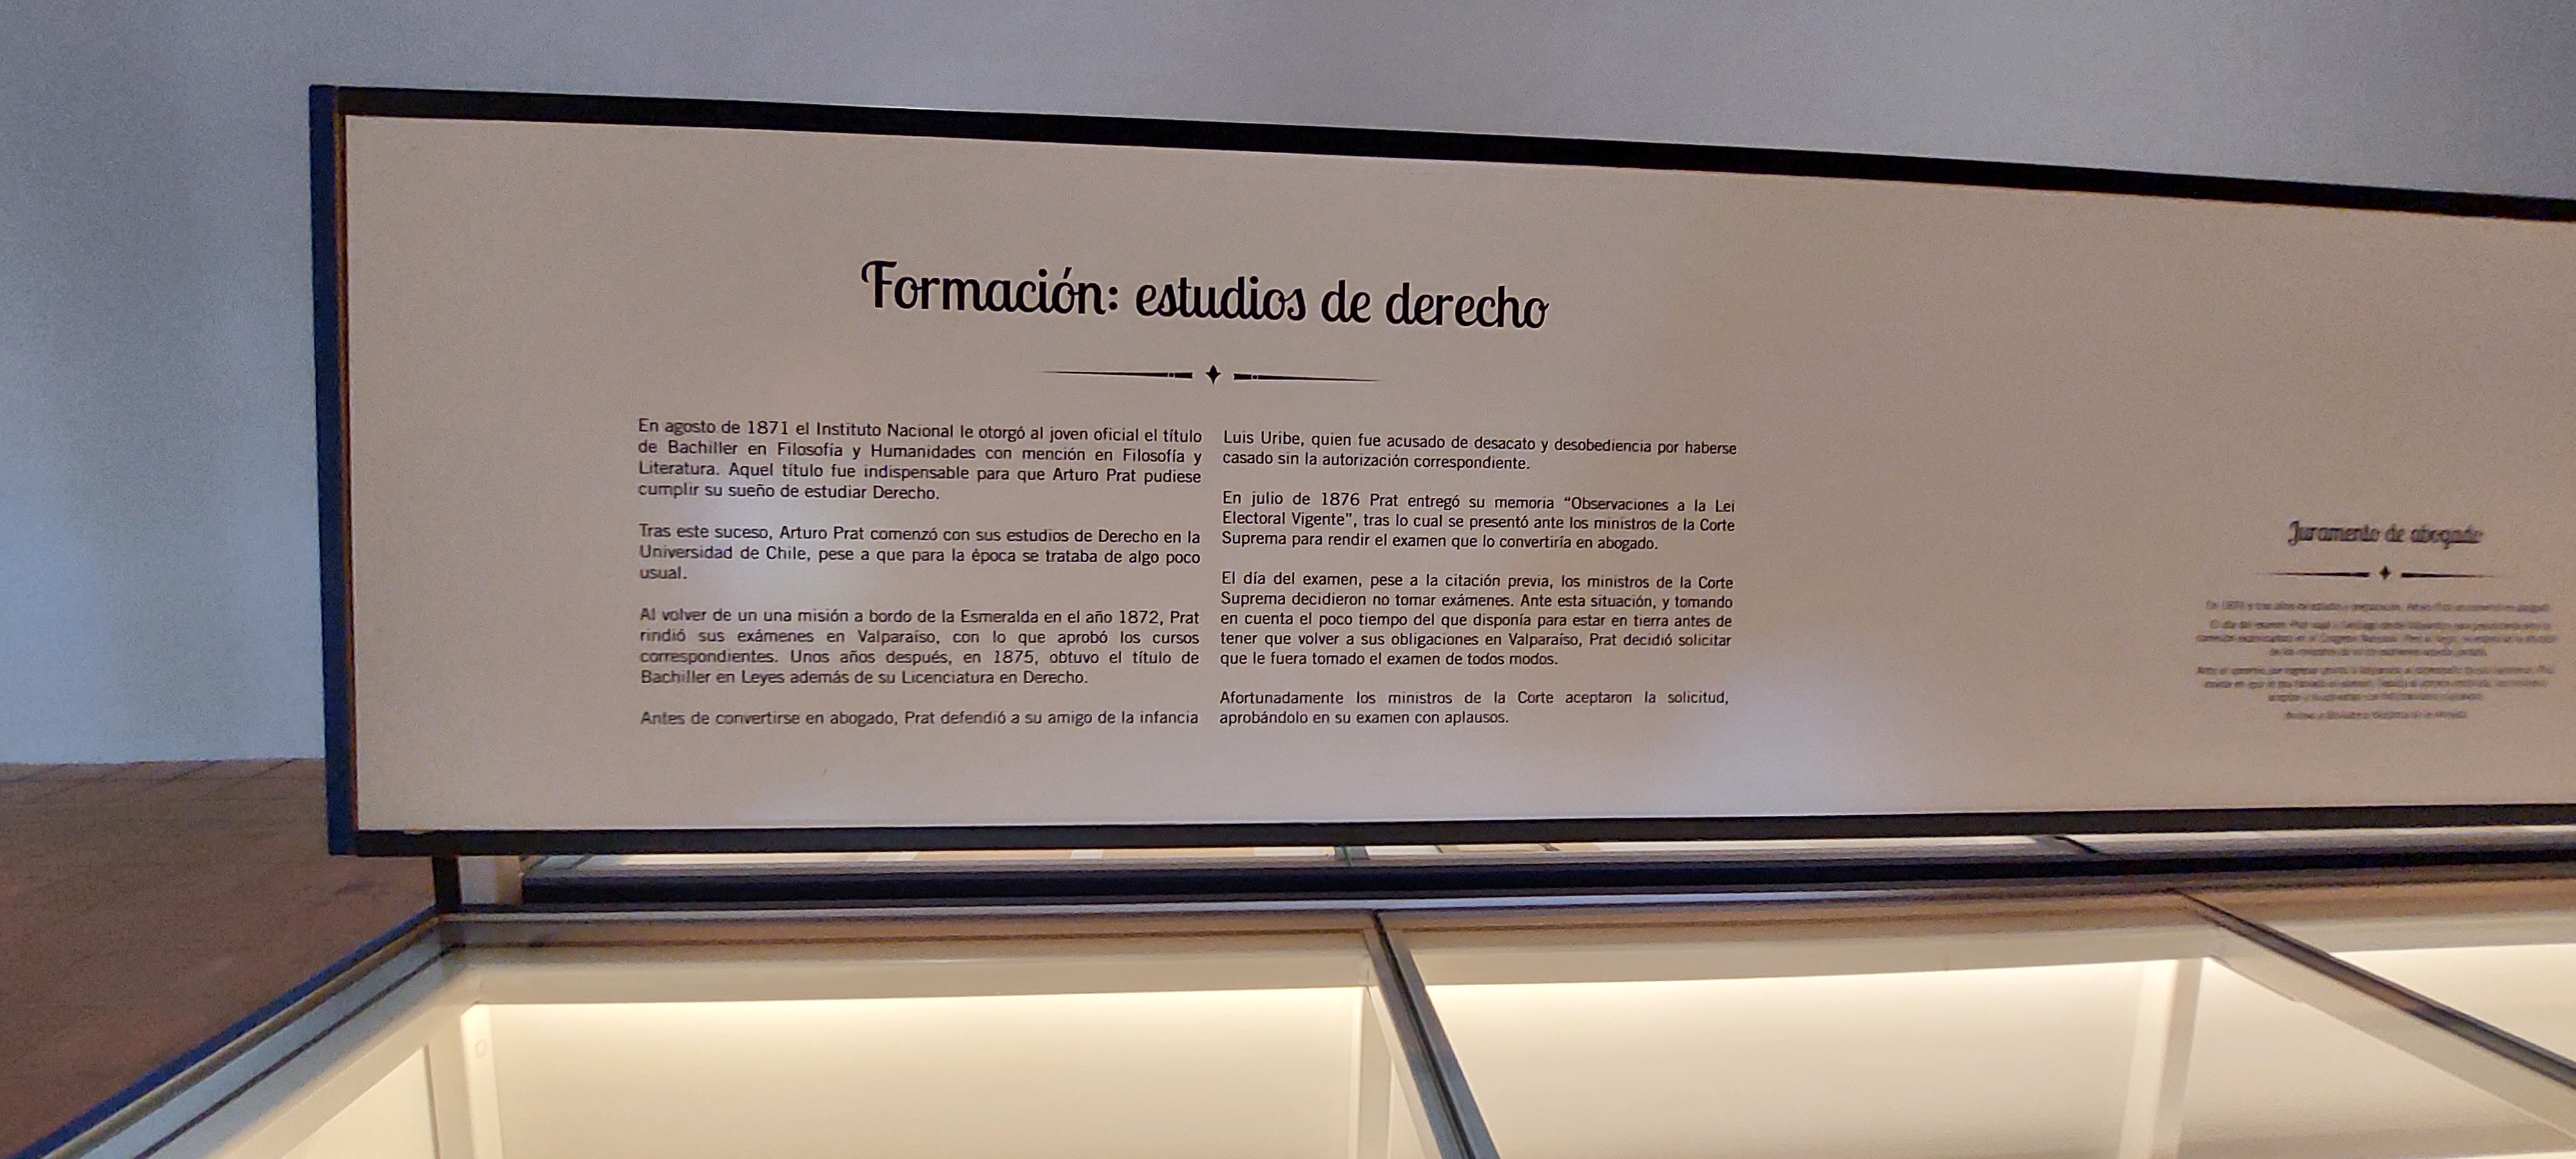 Formación: estudios de derecho
En agosto de 1871 el Instituto Nacional le otorgó al joven oficial el título
de Bachiller en Filosofía y Humanidades con mención en Filosofía y
Literatura. Aquel título fue indispensable para que Arturo Prat pudiese
cumplir su sueño de estudiar Derecho.
Tras este suceso, Arturo Prat comenzó con sus estudios de Derecho en la
Universidad de Chile, pese a que para la época se trataba de algo poco
usual.
Al volver de un una misión a bordo de la Esmeralda en el año 1872, Prat
rindió sus exámenes en Valparaíso, con lo que aprobó los cursos
correspondientes. Unos años después, en 1875, obtuvo el título de
Bachiller en Leyes además de su Licenciatura en Derecho.
Antes de convertirse en abogado, Prat defendió a su amigo de la infancia
Luis Uribe, quien fue acusado de desacato y desobediencia por haberse
casado sin la autorización correspondiente.
En julio de 1876 Prat entregó su memoria “Observaciones a la Lei
Electoral Vigente”, tras lo cual se presentó ante los ministros de la Corte
Suprema para rendir el examen que lo convertiría en abogado.
El día del examen, pese a la citación previa, los ministros de la Corte
Suprema decidieron no tomar exámenes. Ante esta situación, y tomando
en cuenta el poco tiempo del que disponía para estar en tierra antes de
tener que volver a sus obligaciones en Valparaíso, Prat decidió solicitar
que le fuera tomado el examen de todos modos.
Afortunadamente los ministros de la Corte aceptaron la solicitud,
aprobándolo en su examen con aplausos.
Juramento de abogado